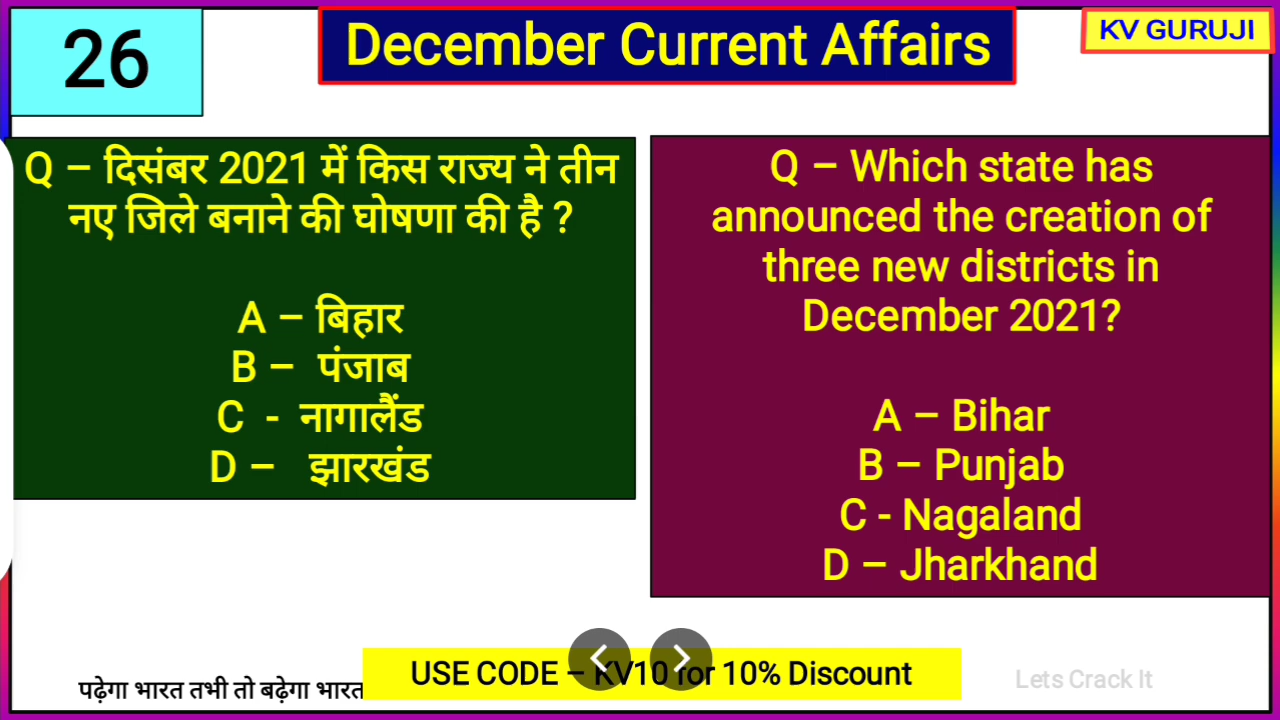 26
December Current Affairs
KV GURUJI
Q – दिसंबर 2021 में किस राज्य ने तीन
नए जिले बनाने की घोषणा की है ?
A – बिहार
B – पंजाब
C - नागालैंड
D – झारखंड
Q – Which state has
announced the creation of
three new districts in
December 2021?
A – Bihar
B – Punjab
C - Nagaland
D – Jharkhand
पढ़ेगा भारत तभी तो बढ़ेगा भारत
USE CODE – KV10 for 10% Discount
Lets Crack It